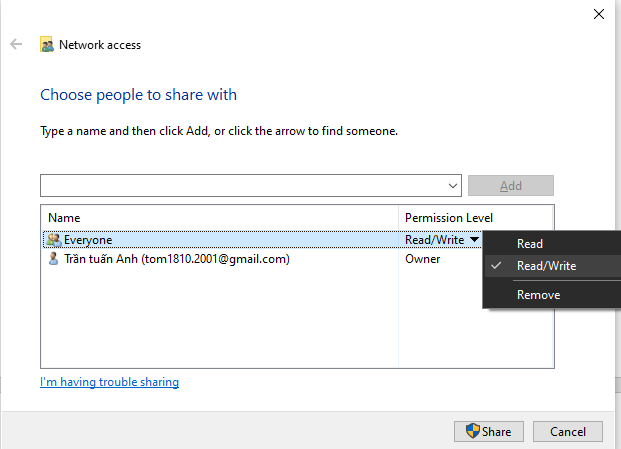 Network access
Choose people to share with
Type a name and then click Add, or click the arrow to find someone.
Add
Name Permission Level
Everyone Read/Write
Trần tuấn Anh (tom1810.2001@gmail.com) Owner
Read
Read/Write
Remove
I'm having trouble sharing
Share Cancel